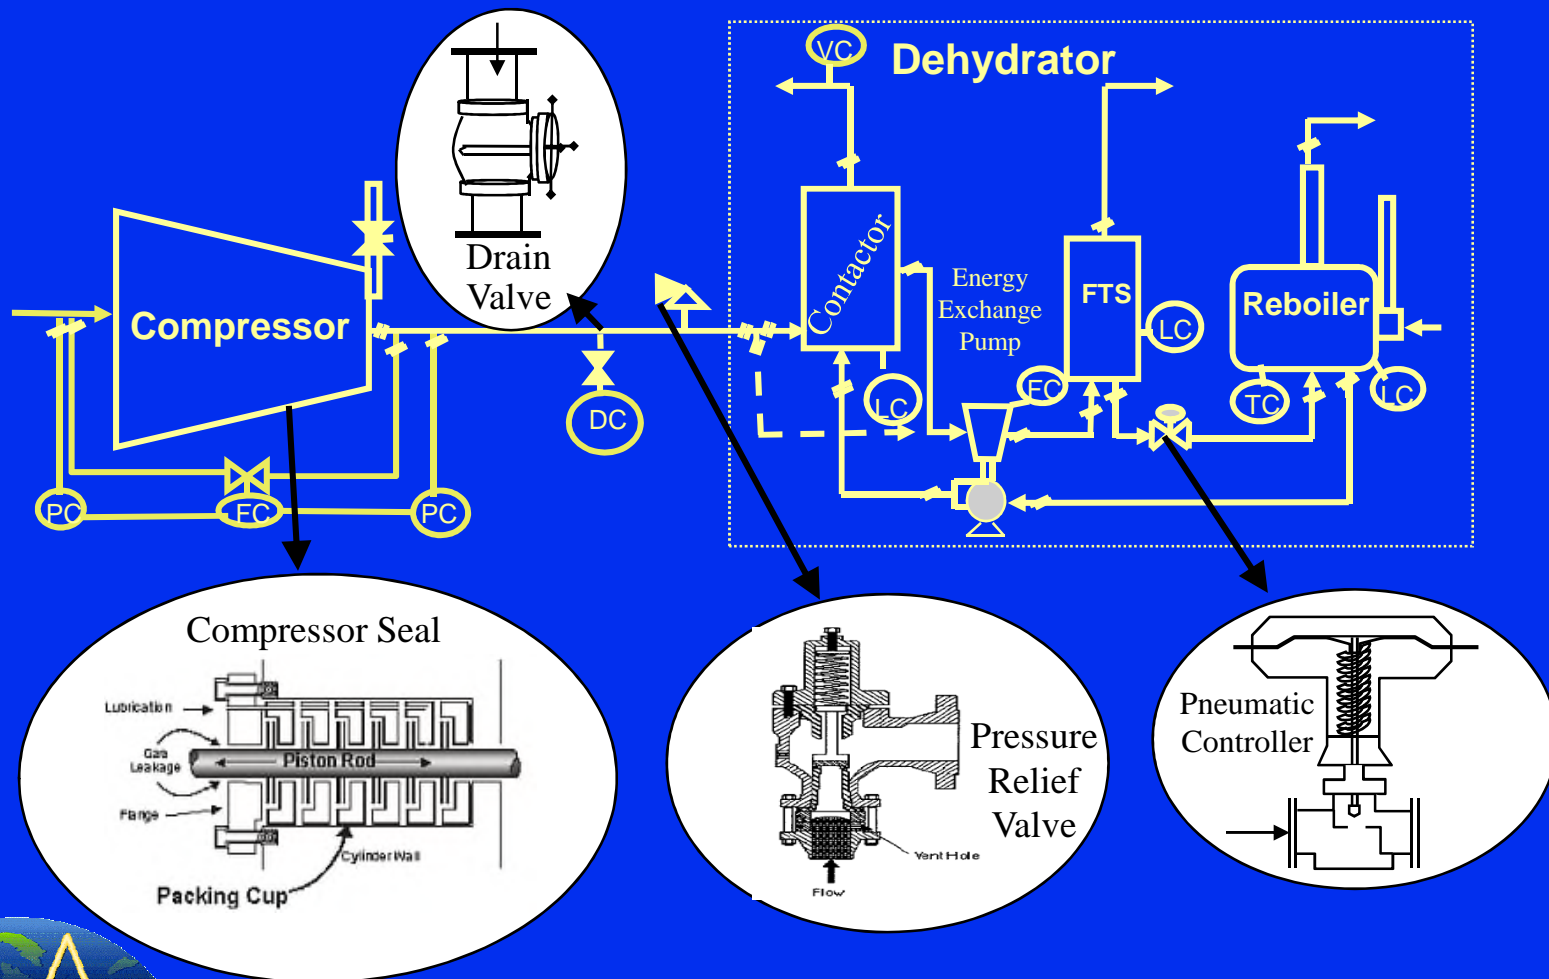 VC
Dehydrator
Drain
Valve
Compressor
Contactor
Energy
Exchange
Pump
FTS
LC
Reboiler
LC
FC
TC
LC
DC
PC
FC
PC
Compressor Seal
Lubrication
Gas
Leakage
Piston Rod
Flange
Cylinder Wall
Packing Cup
Pressure
Relief
Valve
Vent Hole
Flow
Pneumatic
Controller